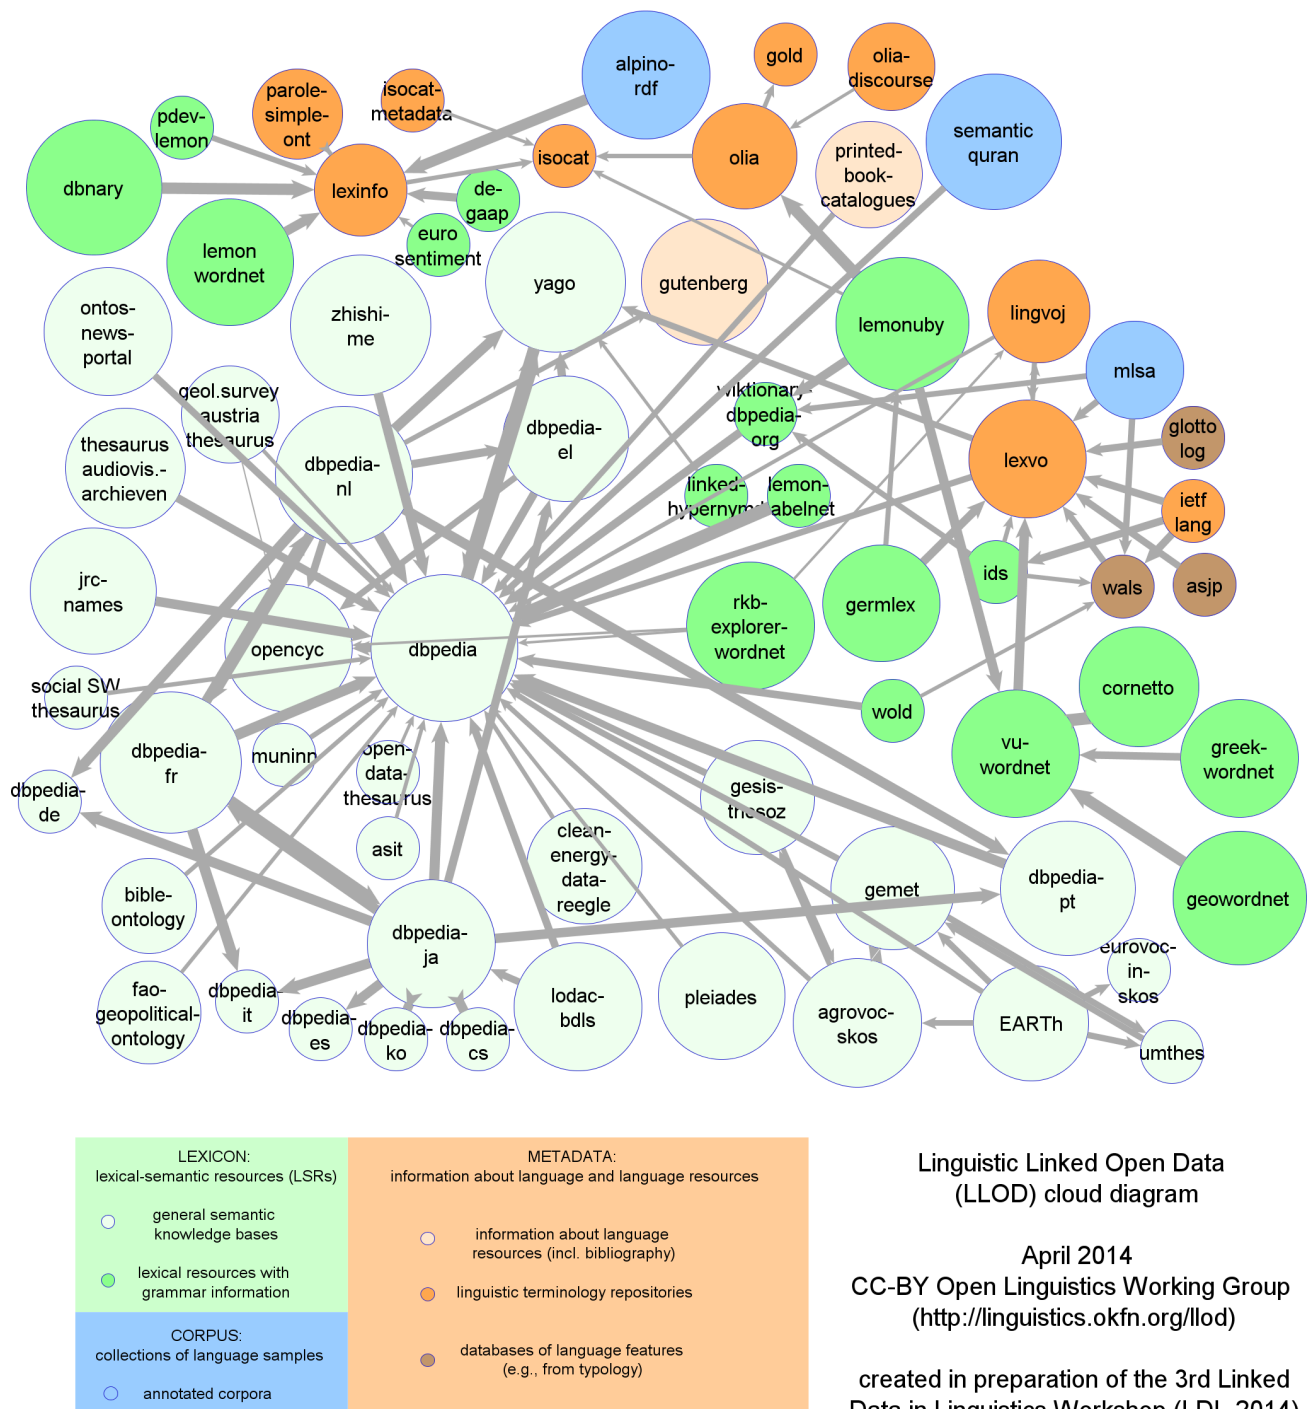 alpino-
rdf
gold
olia-
discourse
parole-
simple-
ont
isocat-
metadata
pdev-
lemon
semantic
quran
isocat
olia
printed-
book-
catalogues
dbnary
lexinfo
de-
gaap
euro
sentiment
lemon
wordnet
yago
gutenberg
zhishi-
me
ontos-
news-
portal
lemonuby
lingvoj
mlsa
geol.survey
austria
thesaurus
wiktionary-
dbpedia-
org
dbpedia-
el
glotto
log
thesaurus
audiovis.-
archieven
dbpedia-
nl
lexvo
linked-
lemon-
ietf
lang
jrc-
names
ids
wals
asjp
germlex
rkb-
explorer-
wordnet
opencyc
dbpedia
social SW
thesaurus
cornetto
wold
dbpedia-
fr
muninn
open-
data-
thesaurus
vu-
wordnet
greek-
wordnet
dbpedia-
de
gesis-
thesoz
asit
clean-
energy-
data-
reegle
bible-
ontology
gemet
dbpedia-
pt
geowordnet
dbpedia-
ja
eurovoc-
in-
skos
fao-
geopolitical-
ontology
dbpedia-
it
dbpedia-
es
dbpedia-
ko
dbpedia-
cs
lodac-
bdls
pleiades
agrovoc-
skos
EARTh
umthes
LEXICON:
lexical-semantic resources (LSRs)
general semantic
knowledge bases
lexical resources with
grammar information
CORPUS:
collections of language samples
annotated corpora
METADATA:
information about language and language resources
information about language
resources (incl. bibliography)
linguistic terminology repositories
databases of language features
(e.g., from typology)
Linguistic Linked Open Data
(LLOD) cloud diagram
April 2014
CC-BY Open Linguistics Working Group
(http://linguistics.okfn.org/llod)
created in preparation of the 3rd Linked
Data in Linguistics Workshop (LDL-2014)